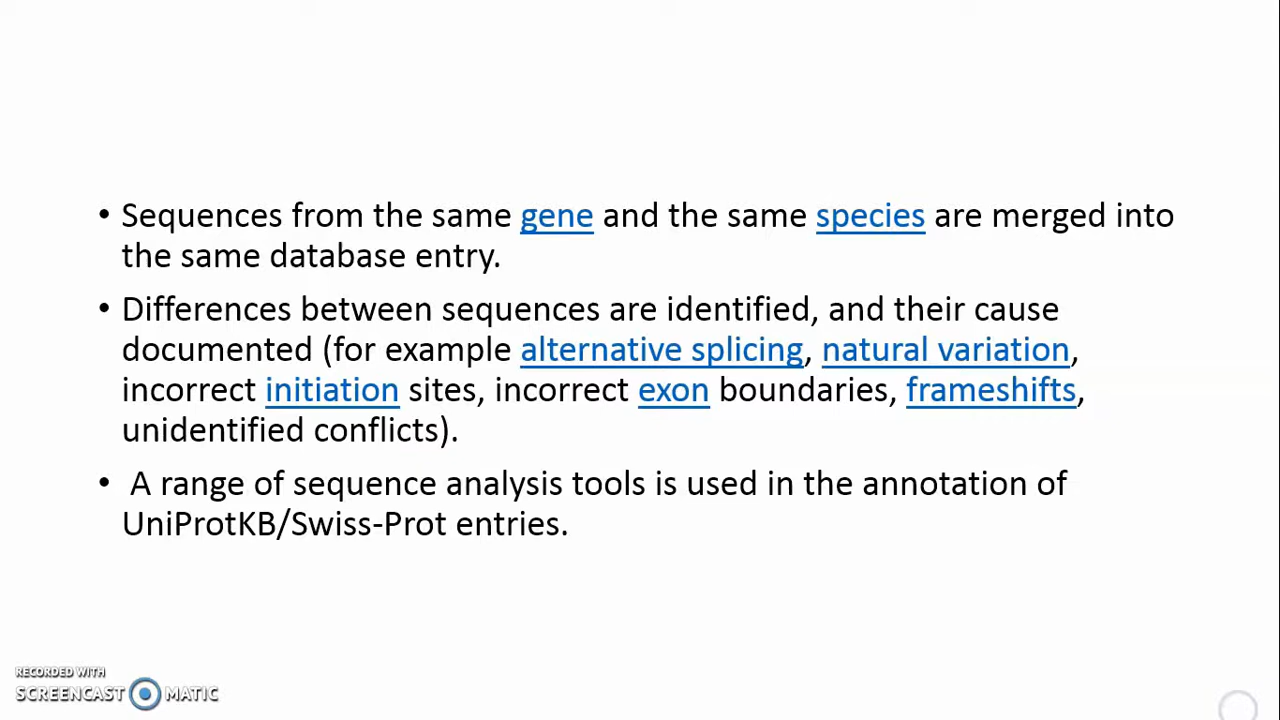 • Sequences from the same gene and the same species are merged into
the same database entry.
• Differences between sequences are identified, and their cause
documented (for example alternative splicing, natural variation,
incorrect initiation sites, incorrect exon boundaries, frameshifts,
unidentified conflicts).
• A range of sequence analysis tools is used in the annotation of
UniProtKB/Swiss-Prot entries.
RECORDED WITH
SCREENCAST MATIC